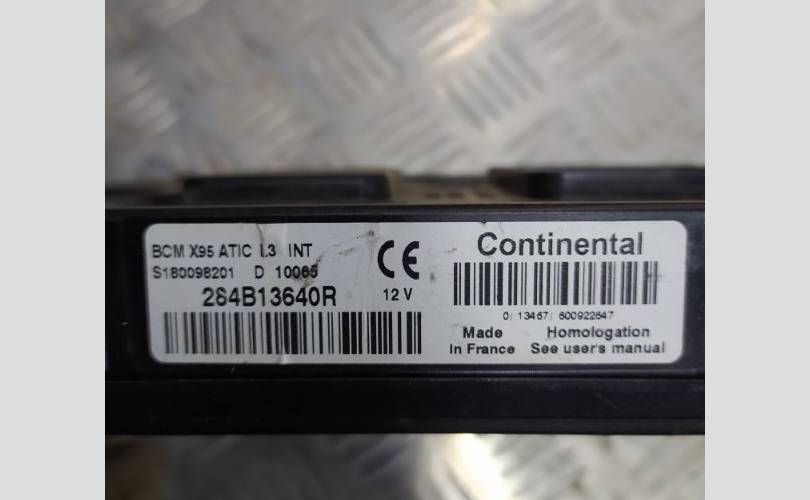 BCM X95 ATIC L3 INT
S180098201 D 10065
284B13640R
12 V
CE
Continental
0/ 13467/ 600922647
Made
In France
Homologation
See user's manual